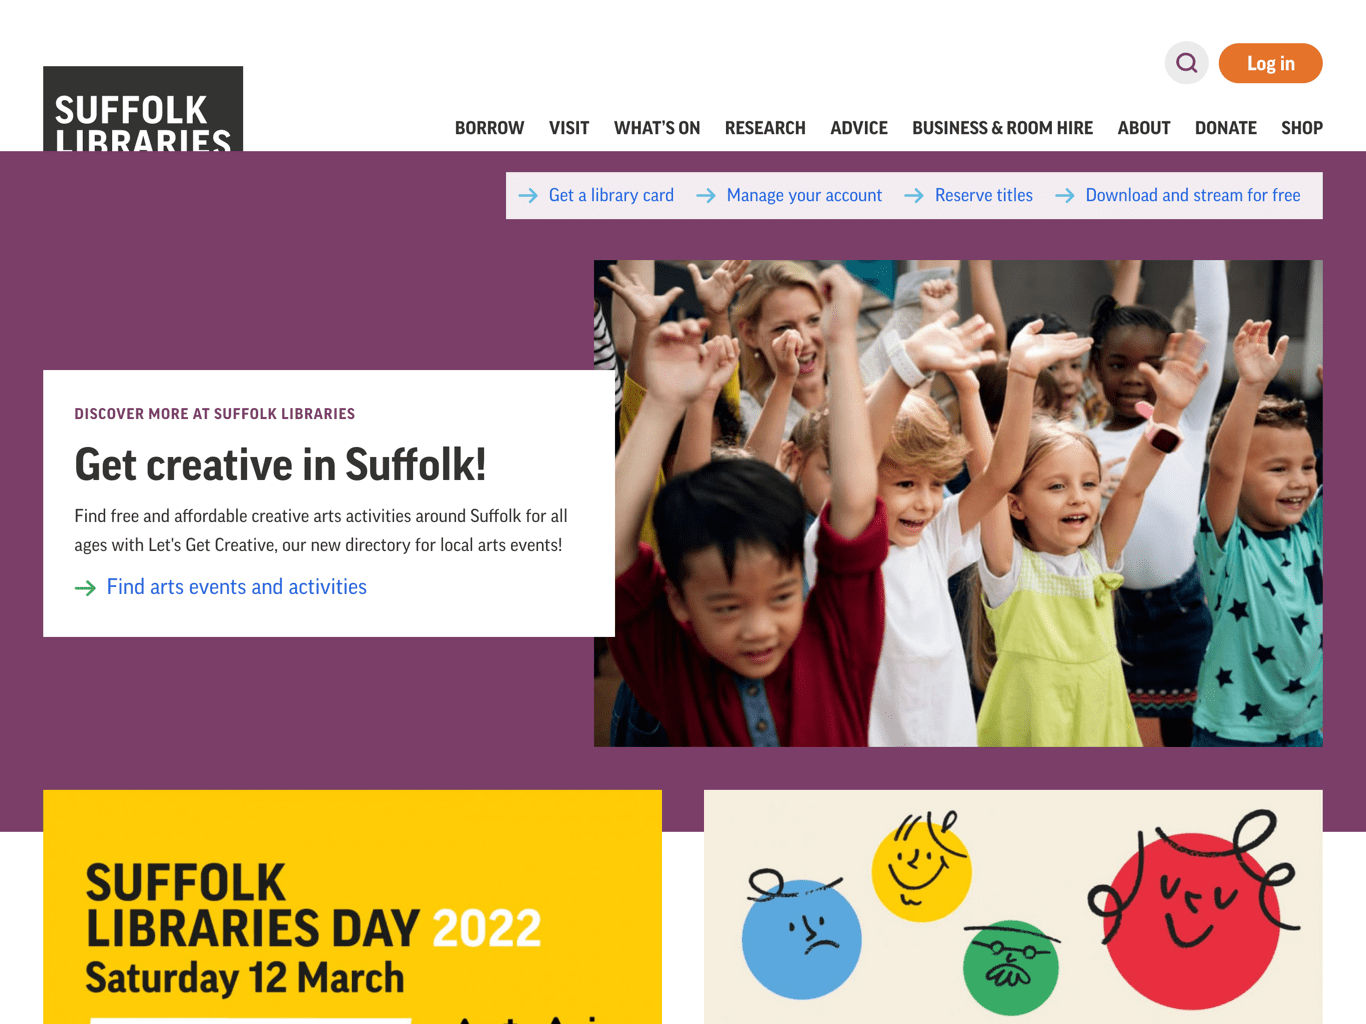 Log in
SUFFOLK
LIBRARIES
BORROW VISIT WHAT'S ON RESEARCH ADVICE BUSINESS & ROOM HIRE ABOUT DONATE SHOP
Get a library card Manage your account Reserve titles Download and stream for free
DISCOVER MORE AT SUFFOLK LIBRARIES
Get creative in Suffolk!
Find free and affordable creative arts activities around Suffolk for all
ages with Let's Get Creative, our new directory for local arts events!
Find arts events and activities
SUFFOLK
LIBRARIES DAY 2022
Saturday 12 March